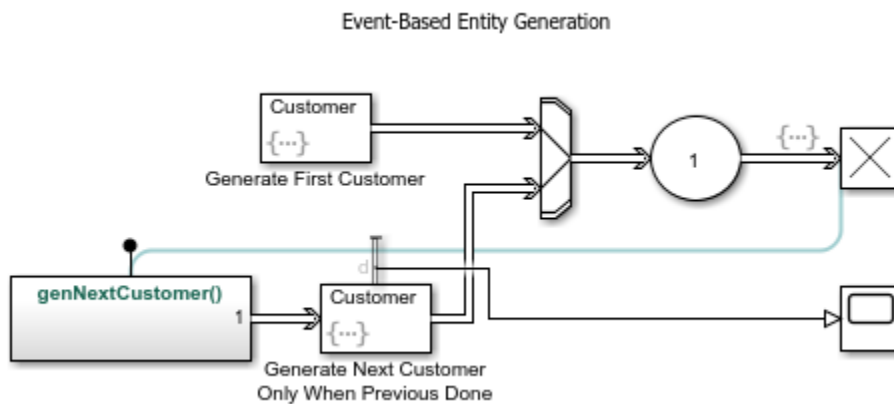 Event-Based Entity Generation
Customer
{...}
Generate First Customer
1
{...}
genNextCustomer()
1
d
Customer
{...}
Generate Next Customer
Only When Previous Done